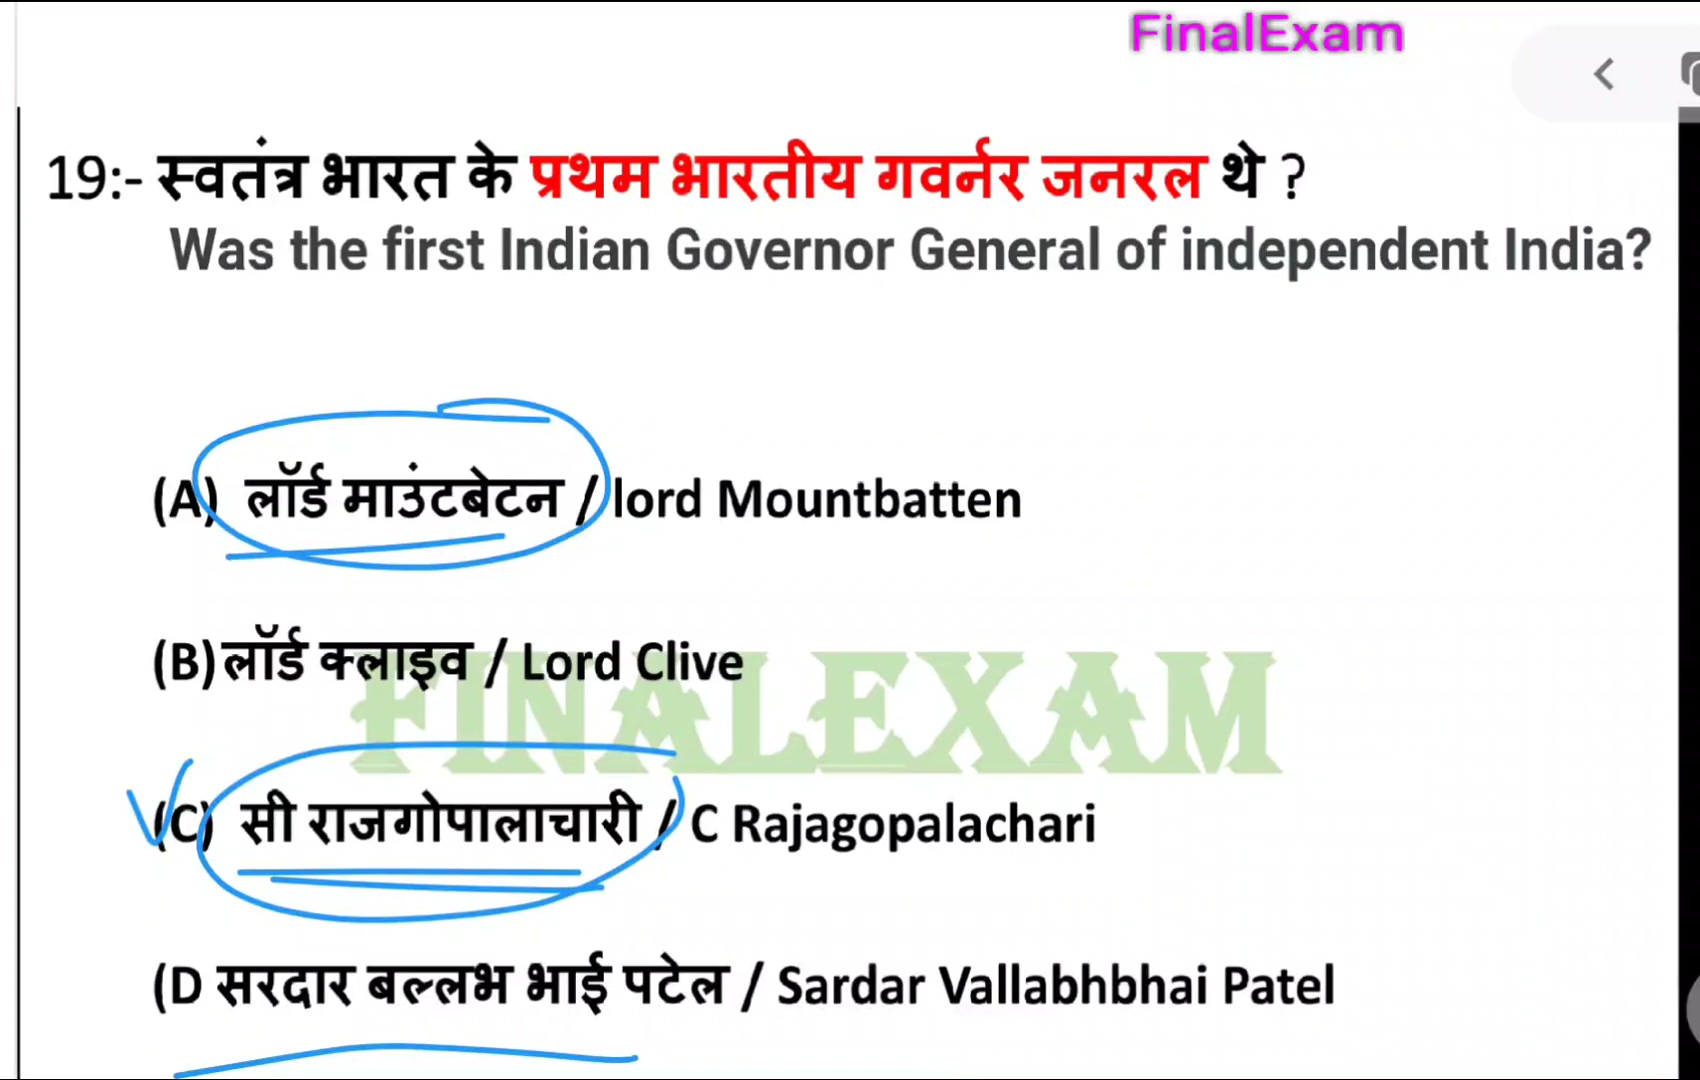 FinalExam
19:- स्वतंत्र भारत के प्रथम भारतीय गवर्नर जनरल थे ?
Was the first Indian Governor General of independent India?
(A) लॉर्ड माउंटबेटन / lord Mountbatten
(B) लॉर्ड क्लाइव / Lord Clive
FINALEXAM
(C) सी राजगोपालाचारी / C Rajagopalachari
(D सरदार बल्लभ भाई पटेल / Sardar Vallabhbhai Patel